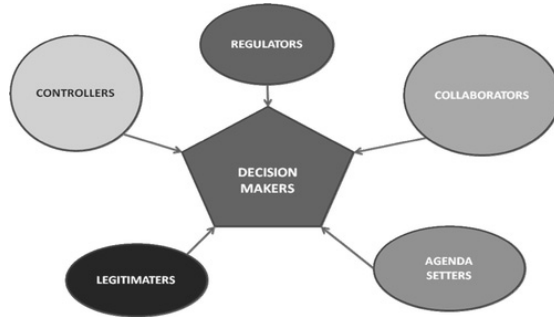 REGULATORS
CONTROLLERS
COLLABORATORS
DECISION
MAKERS
LEGITIMATERS
AGENDA
SETTERS